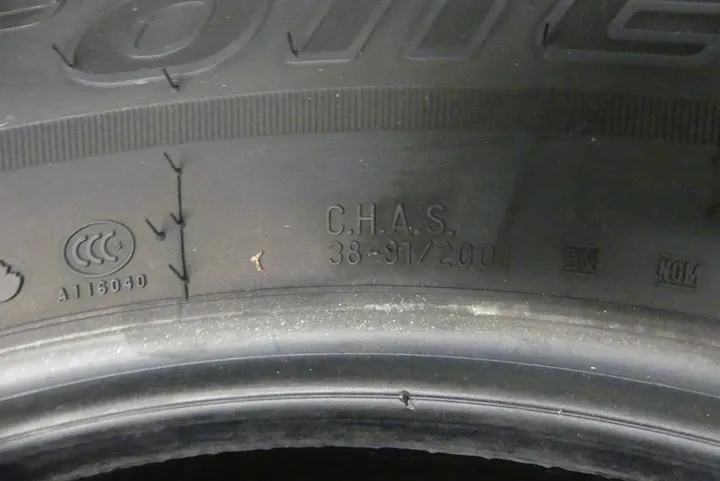 CCC
A116040
C.H.A.S.
38-91/2001
NOM